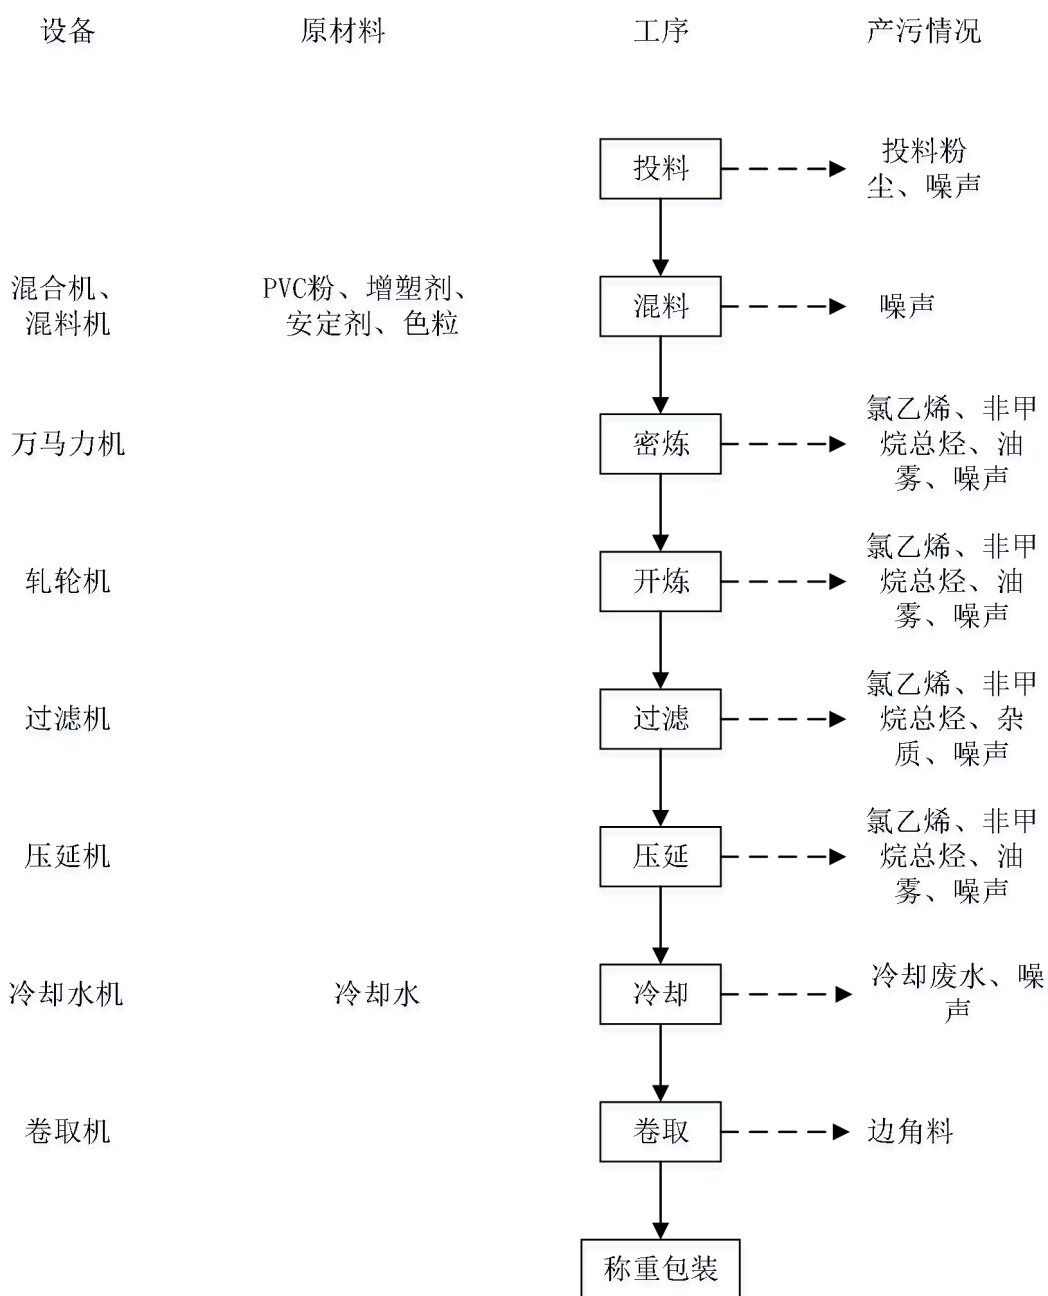 设备 原材料 工序 产污情况
投料 投料粉
尘、噪声
混合机、 PVC粉、增塑剂、
混料机 安定剂、色粒 混料 噪声
万马力机 密炼 氯乙烯、非甲
烷总烃、油
雾、噪声
轧轮机 开炼 氯乙烯、非甲
烷总烃、油
雾、噪声
过滤机 过滤 氯乙烯、非甲
烷总烃、杂
质、噪声
压延机 压延 氯乙烯、非甲
烷总烃、油
雾、噪声
冷却水机 冷却水 冷却 冷却废水、噪
声
卷取机 卷取 边角料
称重包装